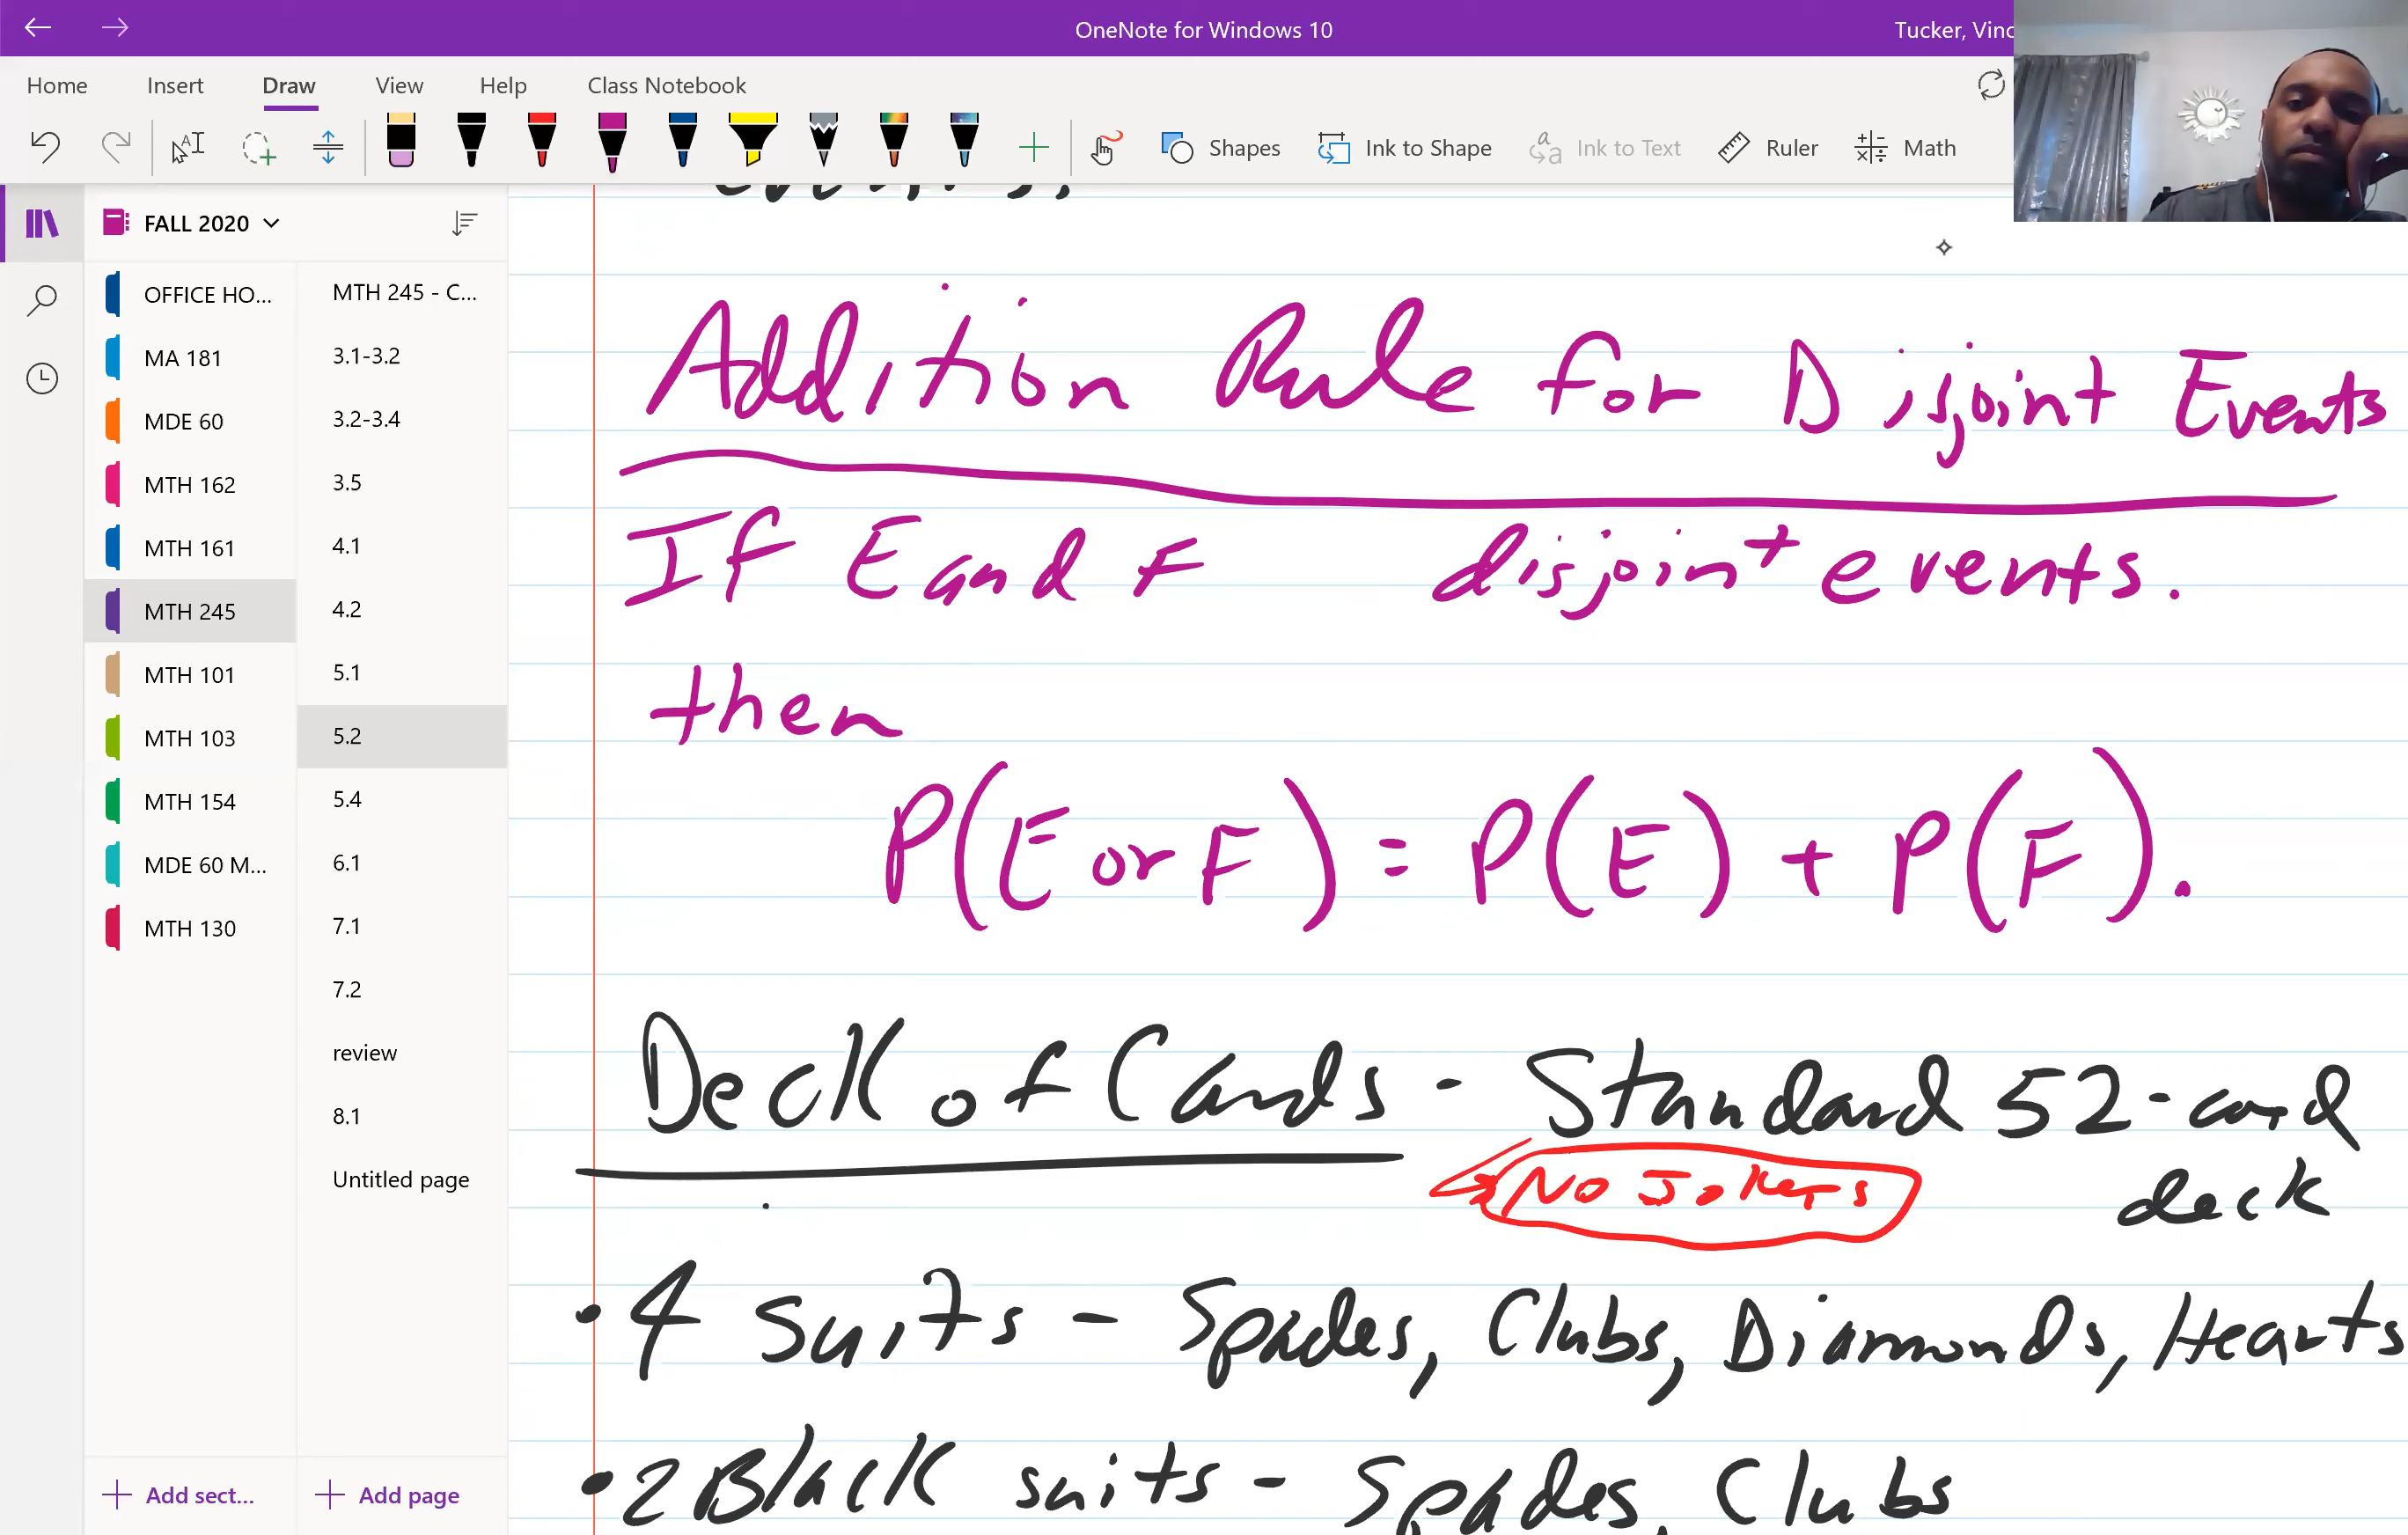 OneNote for Windows 10
Tucker, Vinc
Home Insert Draw View Help Class Notebook
Shapes Ink to Shape Ink to Text Ruler Math
FALL 2020
OFFICE HO...
MA 181
MDE 60
MTH 162
MTH 161
MTH 245
MTH 101
MTH 103
MTH 154
MDE 60 M...
MTH 130
Add sect...
MTH 245 - C...
3.1-3.2
3.2-3.4
3.5
4.1
4.2
5.1
5.2
5.4
6.1
7.1
7.2
review
8.1
Untitled page
Add page
Addition Rule for Disjoint Events
If E and F disjoint events.
then
P(E or F) = P(E) + P(F).
Deck of Cards - Standard 52-card
No Jokers deck
• 4 suits - Spades, Clubs, Diamonds, Hearts
• 2 Black suits - Spades, Clubs